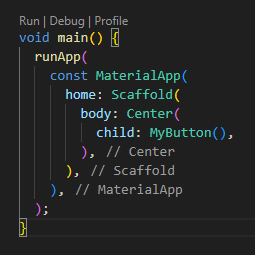 Run | Debug | Profile
void main() {
  runApp(
    const MaterialApp(
      home: Scaffold(
        body: Center(
          child: MyButton(),
        ), // Center
      ), // Scaffold
    ), // MaterialApp
  );
}